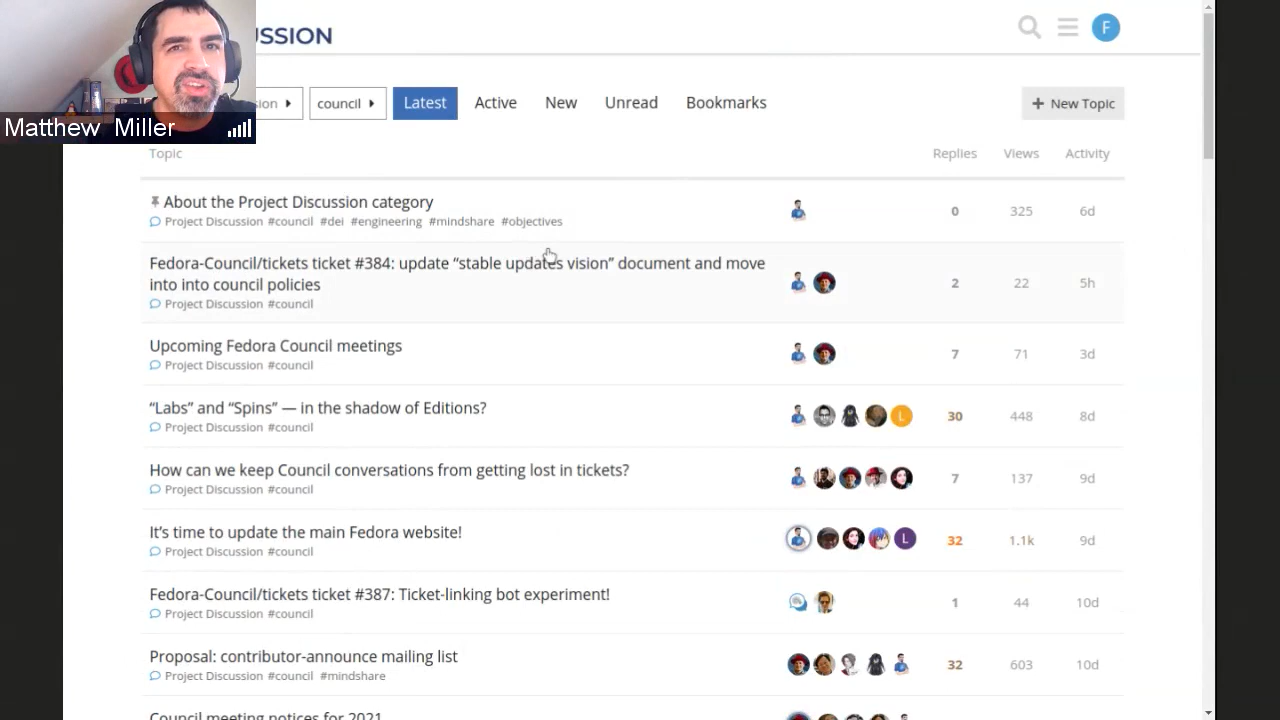 SSION
F
sion
council
Latest
Active
New
Unread
Bookmarks
+ New Topic
Matthew Miller
Topic
Replies
Views
Activity
About the Project Discussion category
Project Discussion #council #dei #engineering #mindshare #objectives
0
325
6d
Fedora-Council/tickets ticket #384: update “stable updates vision” document and move
into into council policies
Project Discussion #council
2
22
5h
Upcoming Fedora Council meetings
Project Discussion #council
7
71
3d
“Labs” and “Spins” — in the shadow of Editions?
Project Discussion #council
L
30
448
8d
How can we keep Council conversations from getting lost in tickets?
Project Discussion #council
7
137
9d
It’s time to update the main Fedora website!
Project Discussion #council
L
32
1.1k
9d
Fedora-Council/tickets ticket #387: Ticket-linking bot experiment!
Project Discussion #council
1
44
10d
Proposal: contributor-announce mailing list
Project Discussion #council #mindshare
32
603
10d
Council meeting notices for 2021